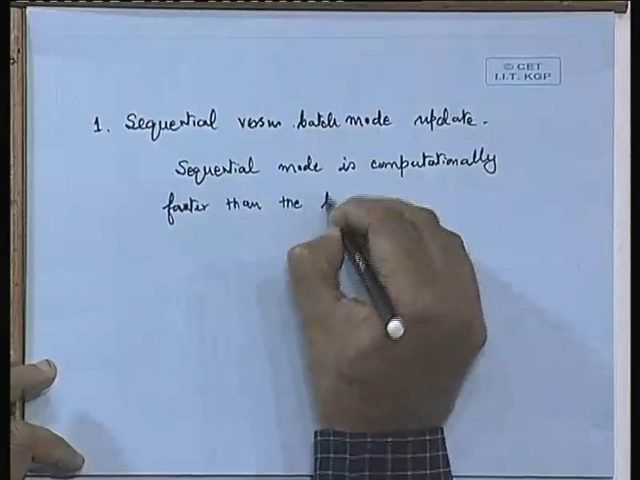 © CET
I.I.T. KGP
1. Sequential versus batch mode update.
Sequential mode is computationally
faster than the